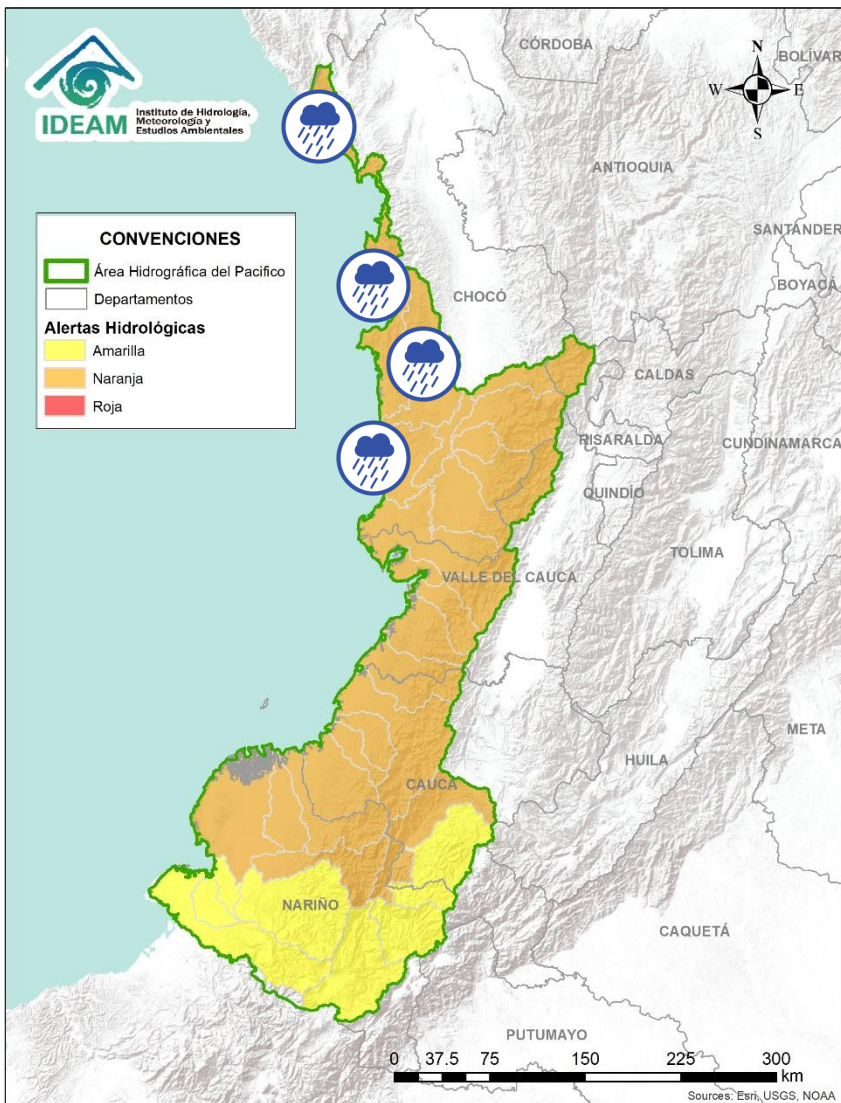 IDEAM
Instituto de Hidrología,
Meteorología y
Estudios Ambientales
CÓRDOBA
BOLÍVAR
N
W
E
S
ANTIOQUIA
SANTANDER
BOYACÁ
CONVENCIONES
Área Hidrográfica del Pacifico
Departamentos
Alertas Hidrológicas
Amarilla
Naranja
Roja
CHOCÓ
CALDAS
RISARALDA
CUNDINAMARCA
QUINDÍO
TOLIMA
VALLE DEL CAUCA
META
HUILA
CAUCA
NARIÑO
CAQUETÁ
PUTUMAYO
0 37.5 75 150 225 300
km
Sources: Esri, USGS, NOAA